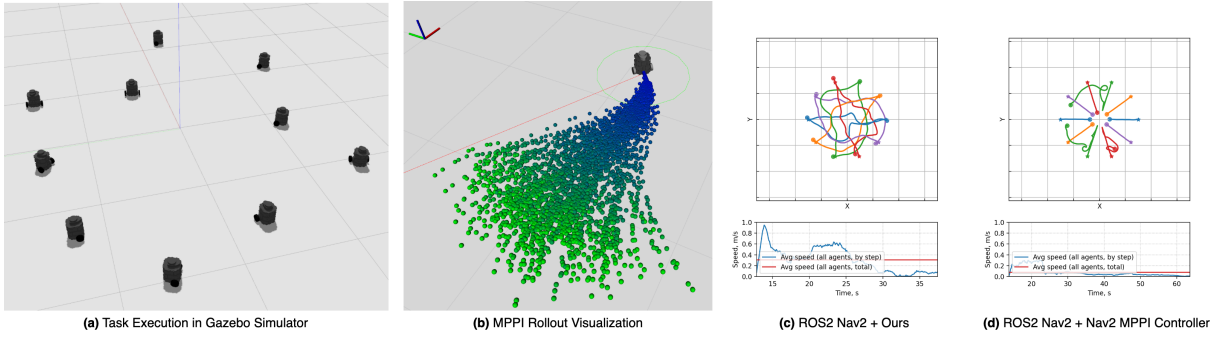 Y
X
Speed, m/s
1.0
0.8
0.6
0.4
0.2
0.0
Avg speed (all agents, by step)
Avg speed (all agents, total)
15
20
25
30
35
Time, s
Y
X
Speed, m/s
1.0
0.8
0.6
0.4
0.2
0.0
Avg speed (all agents, by step)
Avg speed (all agents, total)
20
30
40
50
60
Time, s
(a) Task Execution in Gazebo Simulator
(b) MPPI Rollout Visualization
(c) ROS2 Nav2 + Ours
(d) ROS2 Nav2 + Nav2 MPPI Controller